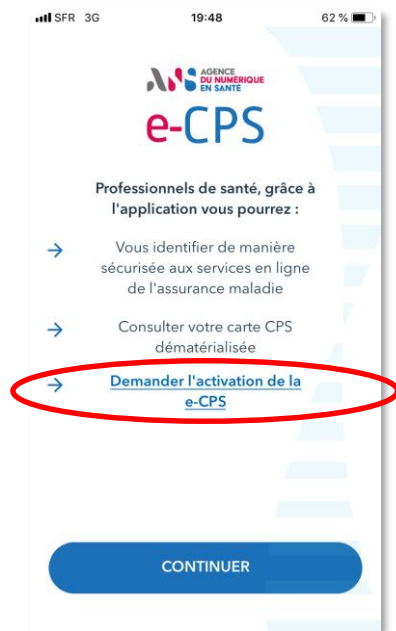 SFR 3G 19:48 62 %
ANS AGENCE
DU NUMÉRIQUE
EN SANTÉ
e-CPS
Professionnels de santé, grâce à
l'application vous pourrez :
→ Vous identifier de manière
sécurisée aux services en ligne
de l'assurance maladie
→ Consulter votre carte CPS
dématérialisée
→ Demander l'activation de la
e-CPS
CONTINUER